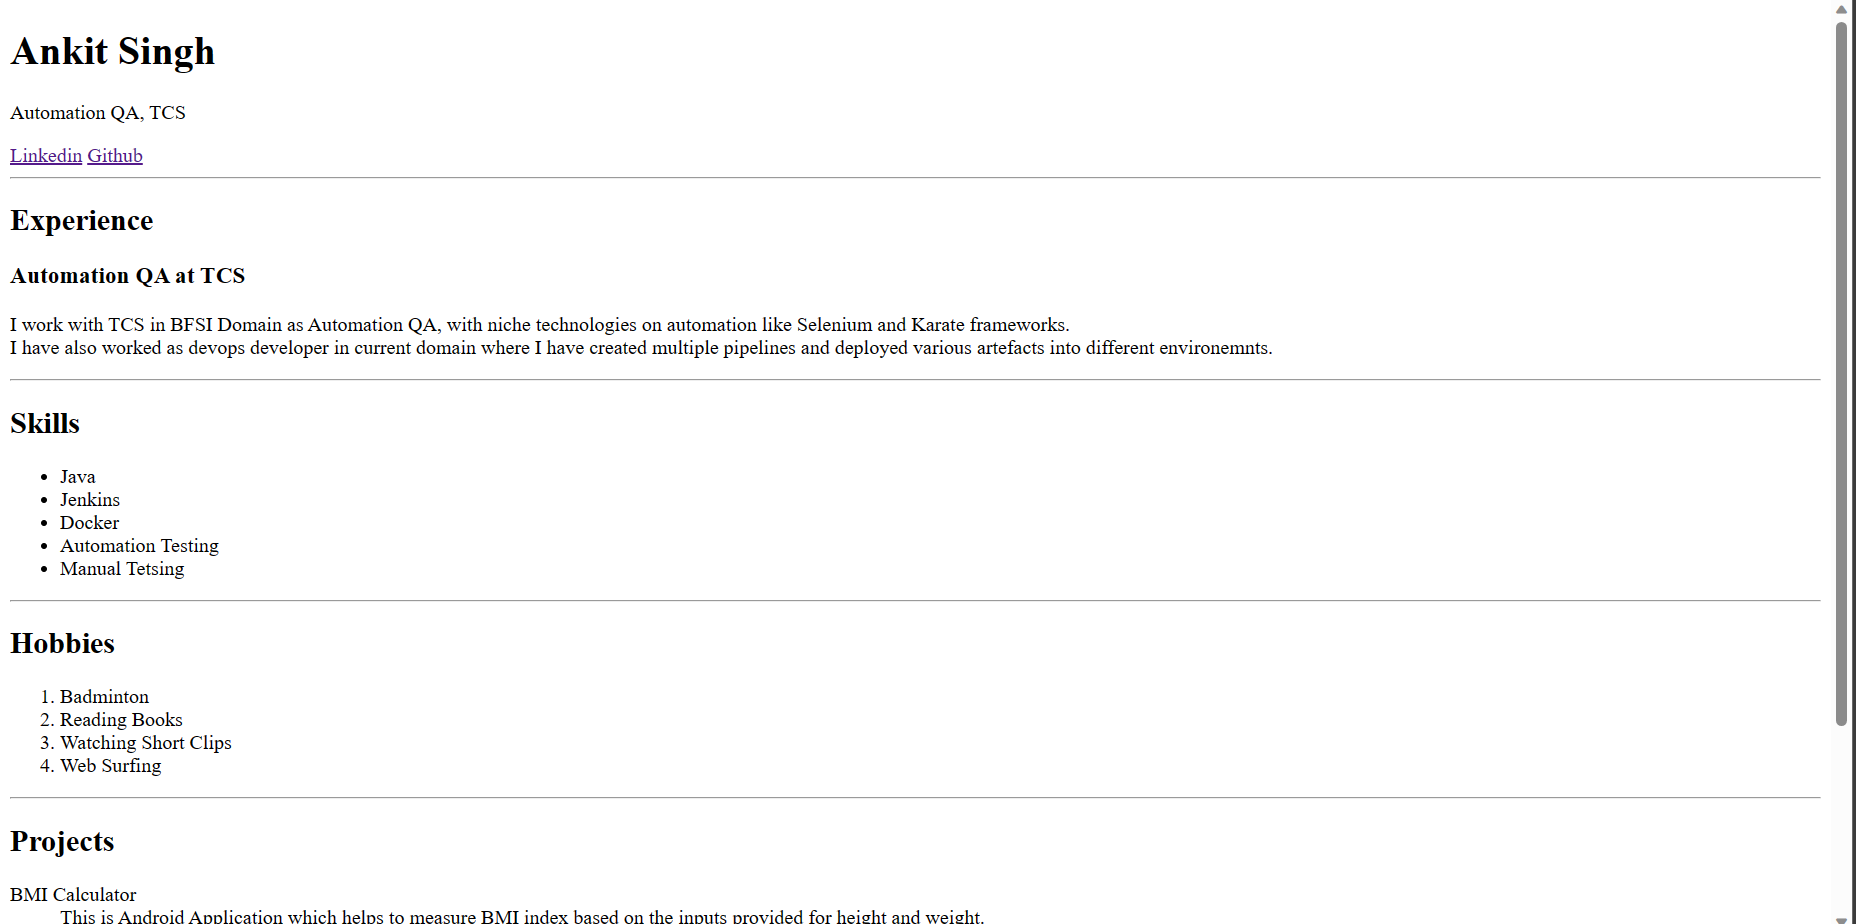 Ankit Singh
Automation QA, TCS
Linkedin Github
Experience
Automation QA at TCS
I work with TCS in BFSI Domain as Automation QA, with niche technologies on automation like Selenium and Karate frameworks.
I have also worked as devops developer in current domain where I have created multiple pipelines and deployed various artefacts into different environemnts.
Skills
• Java
• Jenkins
• Docker
• Automation Testing
• Manual Tetsing
Hobbies
1. Badminton
2. Reading Books
3. Watching Short Clips
4. Web Surfing
Projects
BMI Calculator
This is Android Application which helps to measure BMI index based on the inputs provided for height and weight.